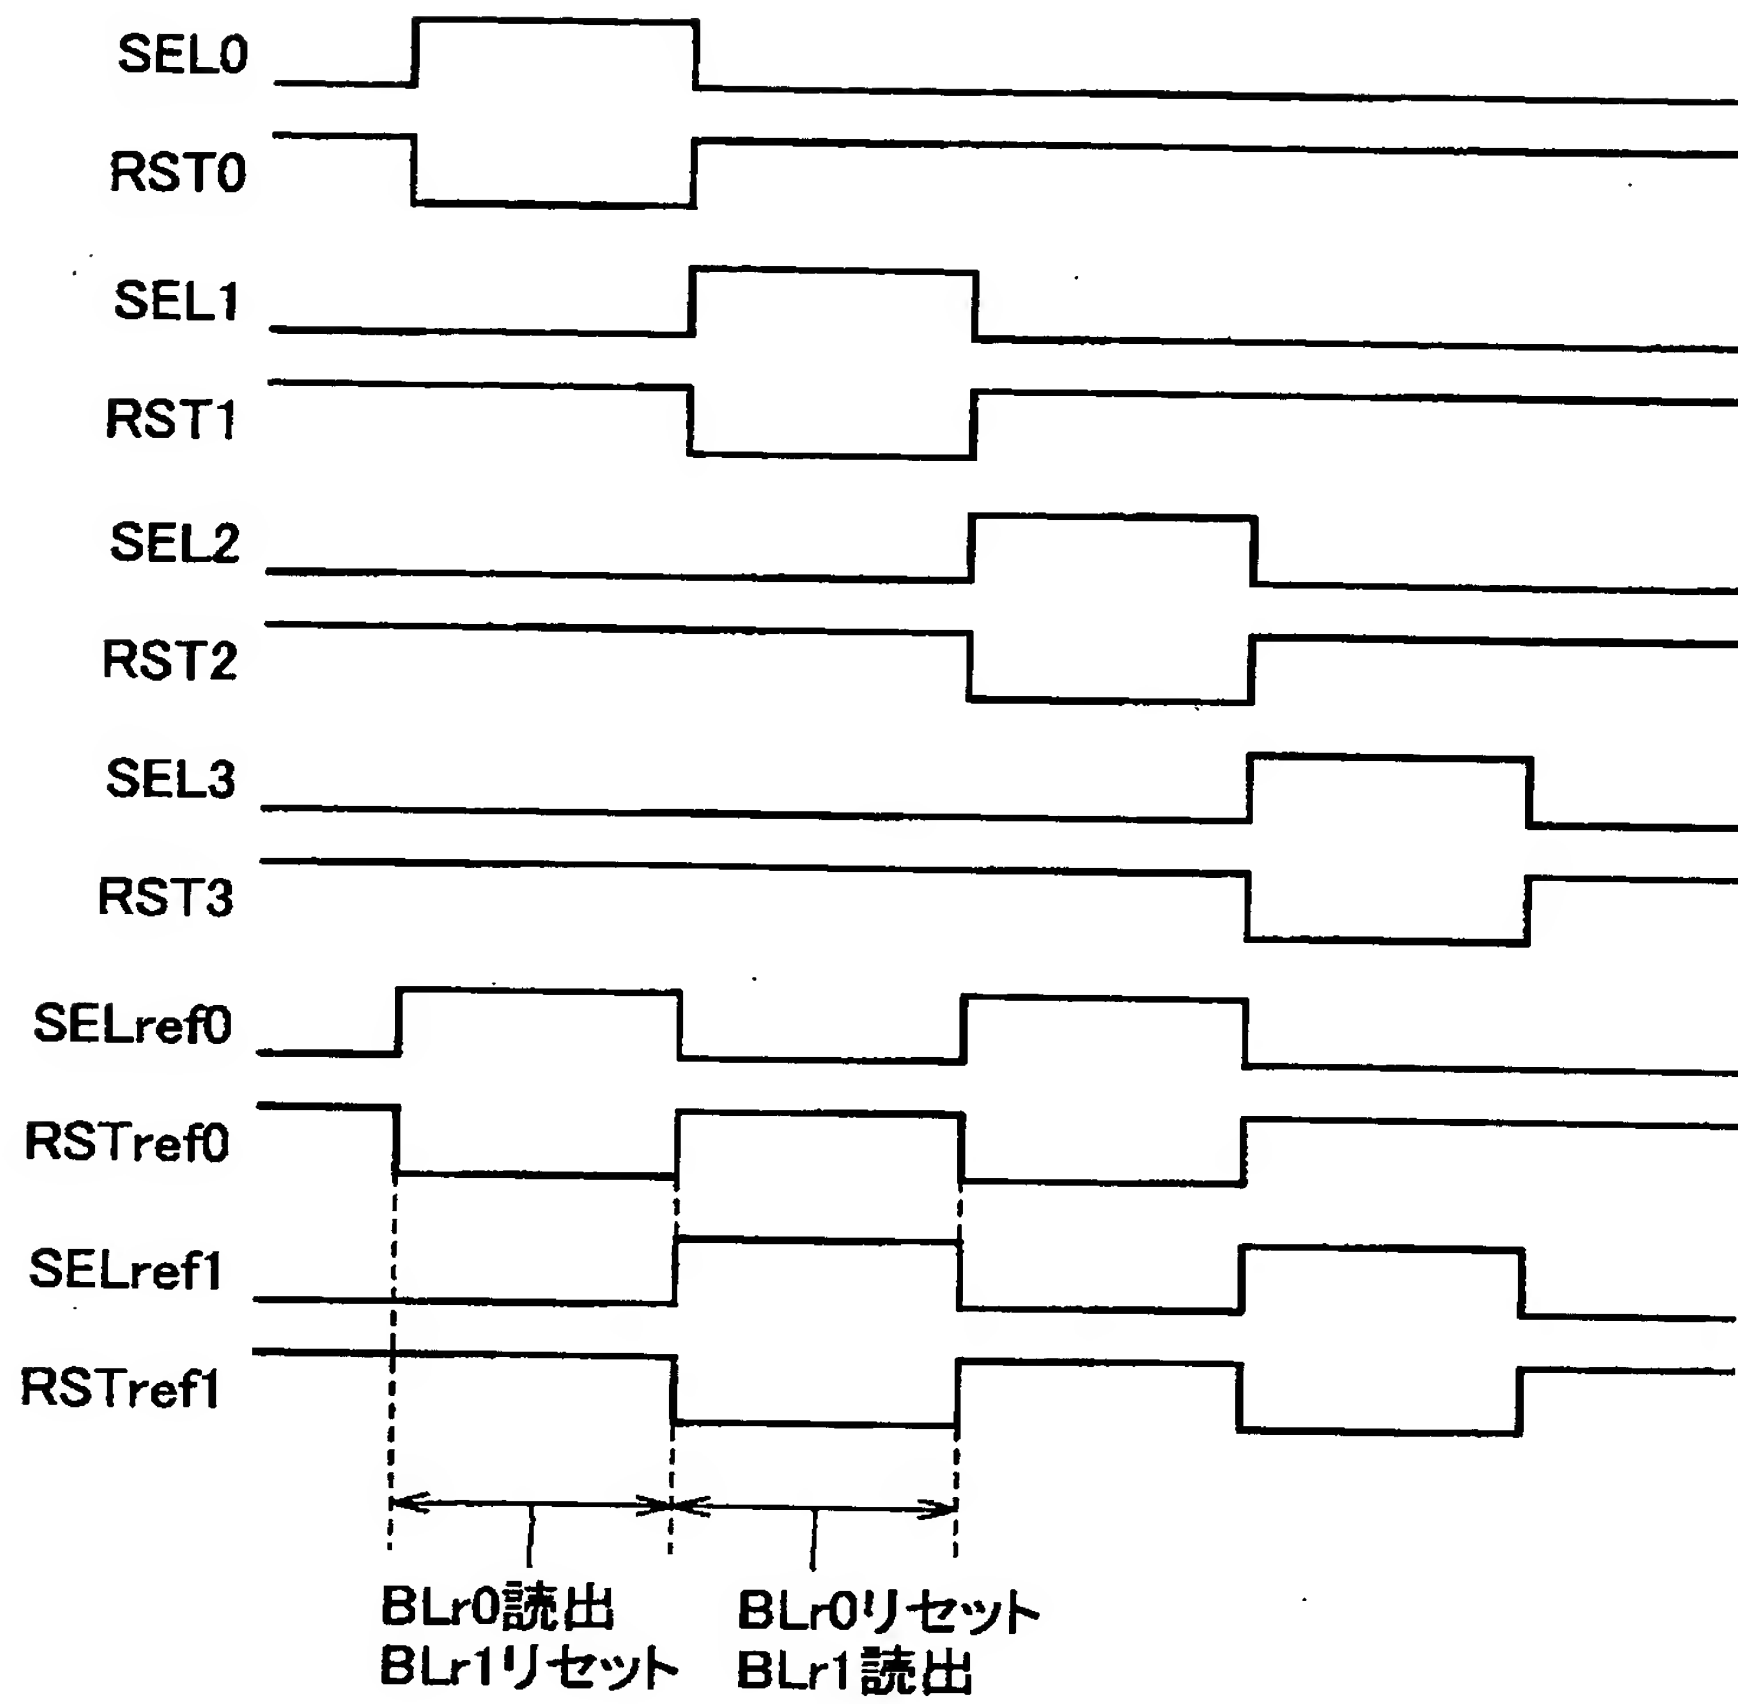 SEL0
RST0
SEL1
RST1
SEL2
RST2
SEL3
RST3
SELref0
RSTref0
SELref1
RSTref1
BLr0読出
BLr1リセット
BLr0リセット
BLr1読出